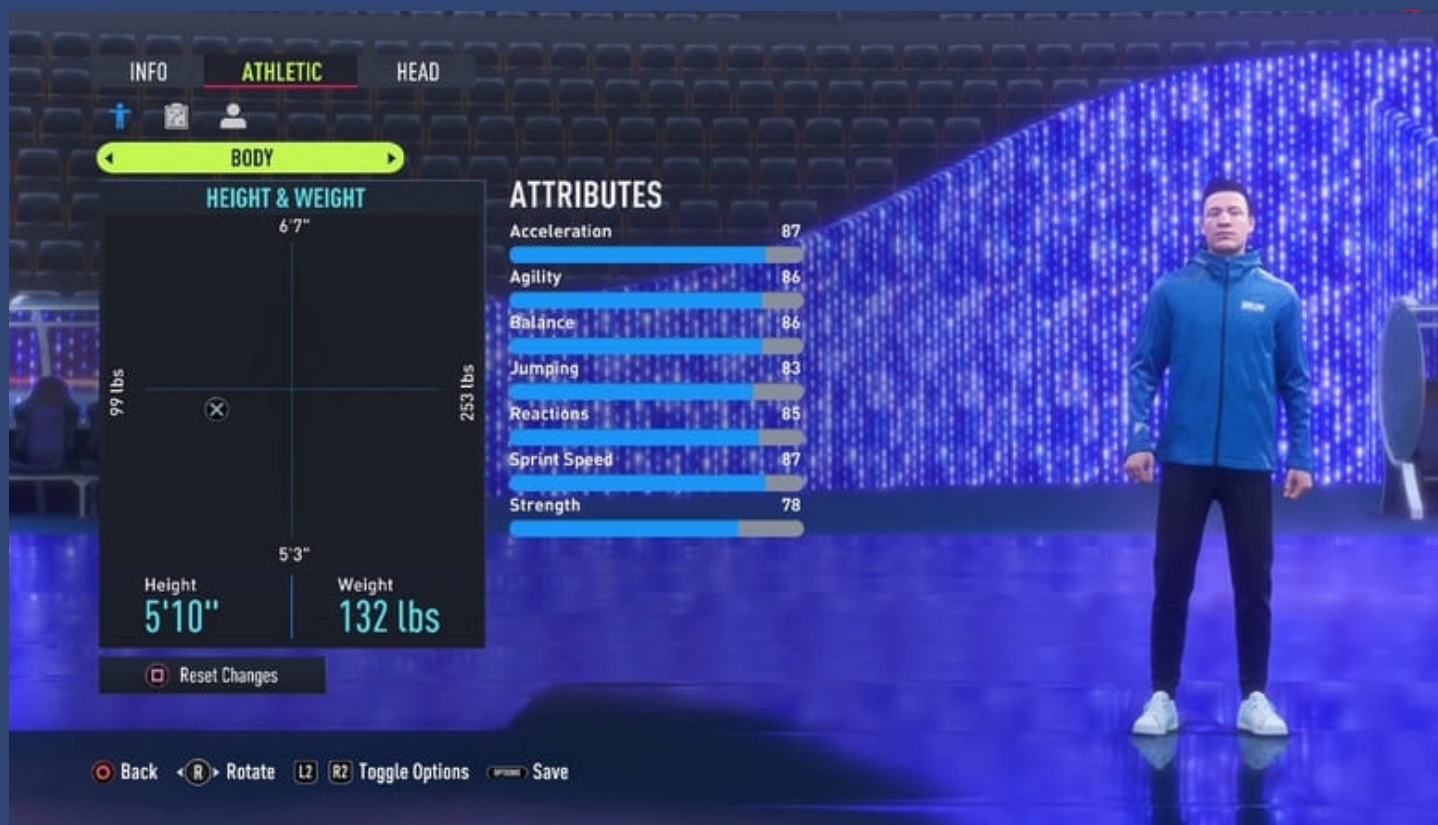 INFO ATHLETIC HEAD
BODY
HEIGHT & WEIGHT
6'7"
99 lbs
253 lbs
5'3"
Height Weight
5'10" 132 lbs
Reset Changes
ATTRIBUTES
Acceleration 87
Agility 86
Balance 86
Jumping 83
Reactions 85
Sprint Speed 87
Strength 78
Back R Rotate L2 R2 Toggle Options OPTIONS Save